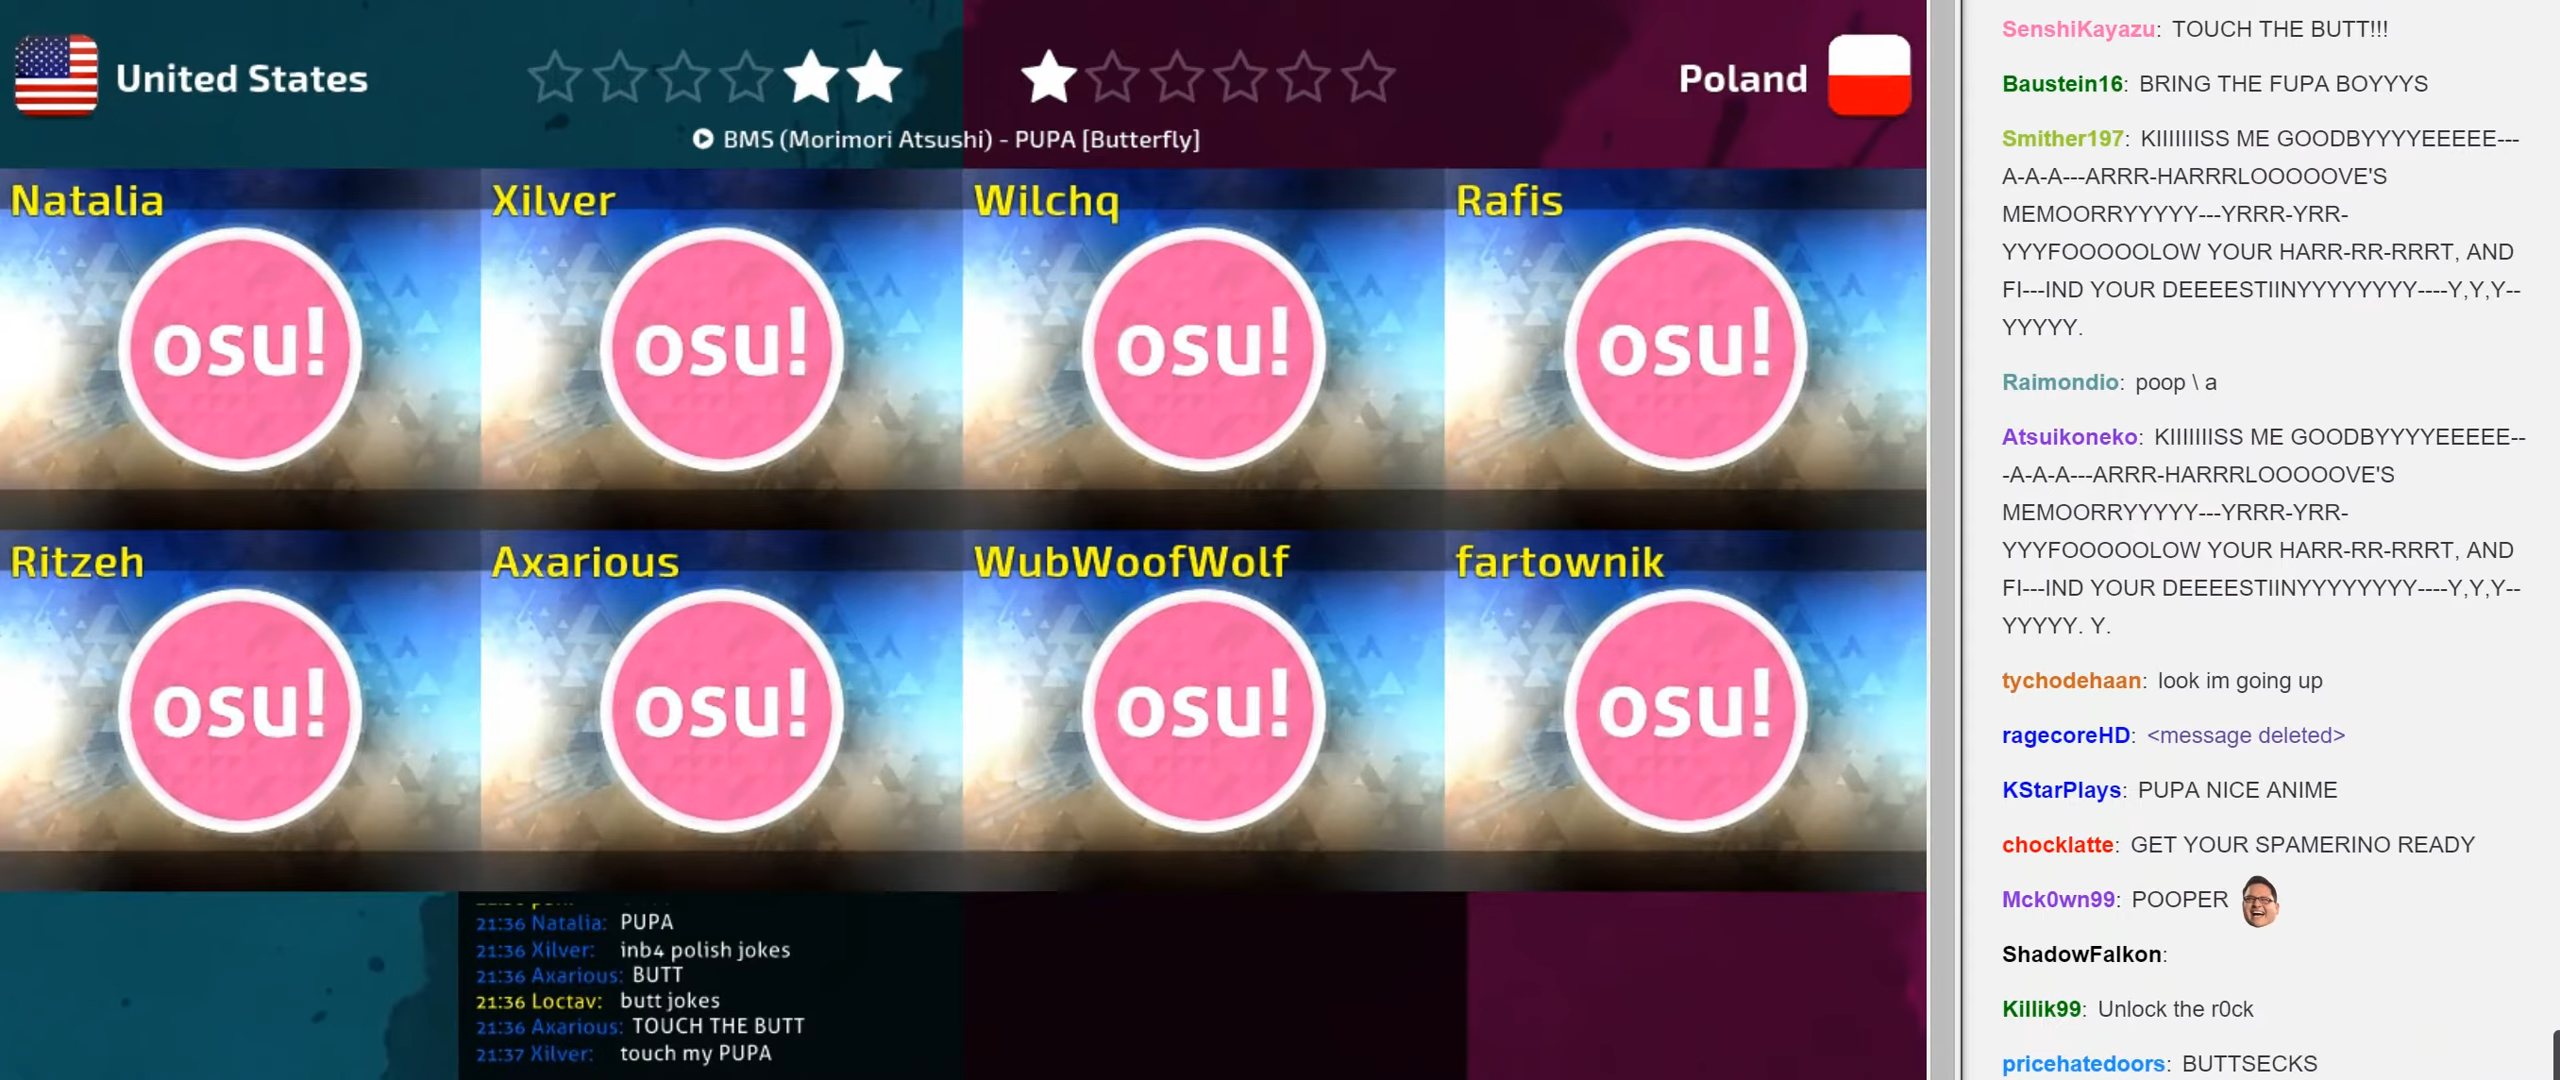 United States
Poland
BMS (Morimori Atsushi) - PUPA [Butterfly]
Natalia
Xilver
Wilchq
Rafis
osu!
osu!
osu!
osu!
Ritzeh
Axarious
WubWoofWolf
fartownik
osu!
osu!
osu!
osu!
21:36 Natalia: PUPA
21:36 Xilver: inb4 polish jokes
21:36 Axarious: BUTT
21:36 Loctav: butt jokes
21:36 Axarious: TOUCH THE BUTT
21:37 Xilver: touch my PUPA
SenshiKayazu: TOUCH THE BUTT!!!
Baustein16: BRING THE FUPA BOYYYS
Smither197: KIIIIIIISS ME GOODBYYYYEEEEE---
A-A-A---ARRR-HARRRLOOOOOVE'S
MEMOORRYYYYY---YRRR-YRR-
YYYFOOOOOLOW YOUR HARR-RR-RRRT, AND
FI---IND YOUR DEEEESTIINYYYYYYYY----Y,Y,Y--
YYYYY.
Raimondio: poop \ a
Atsuikoneko: KIIIIIIISS ME GOODBYYYYEEEEE--
-A-A-A---ARRR-HARRRLOOOOOVE'S
MEMOORRYYYYY---YRRR-YRR-
YYYFOOOOOLOW YOUR HARR-RR-RRRT, AND
FI---IND YOUR DEEEESTIINYYYYYYYY----Y,Y,Y--
YYYYY. Y.
tychodehaan: look im going up
ragecoreHD: <message deleted>
KStarPlays: PUPA NICE ANIME
chocklatte: GET YOUR SPAMERINO READY
Mck0wn99: POOPER
ShadowFalkon:
Killik99: Unlock the r0ck
pricehatedoors: BUTTSECKS